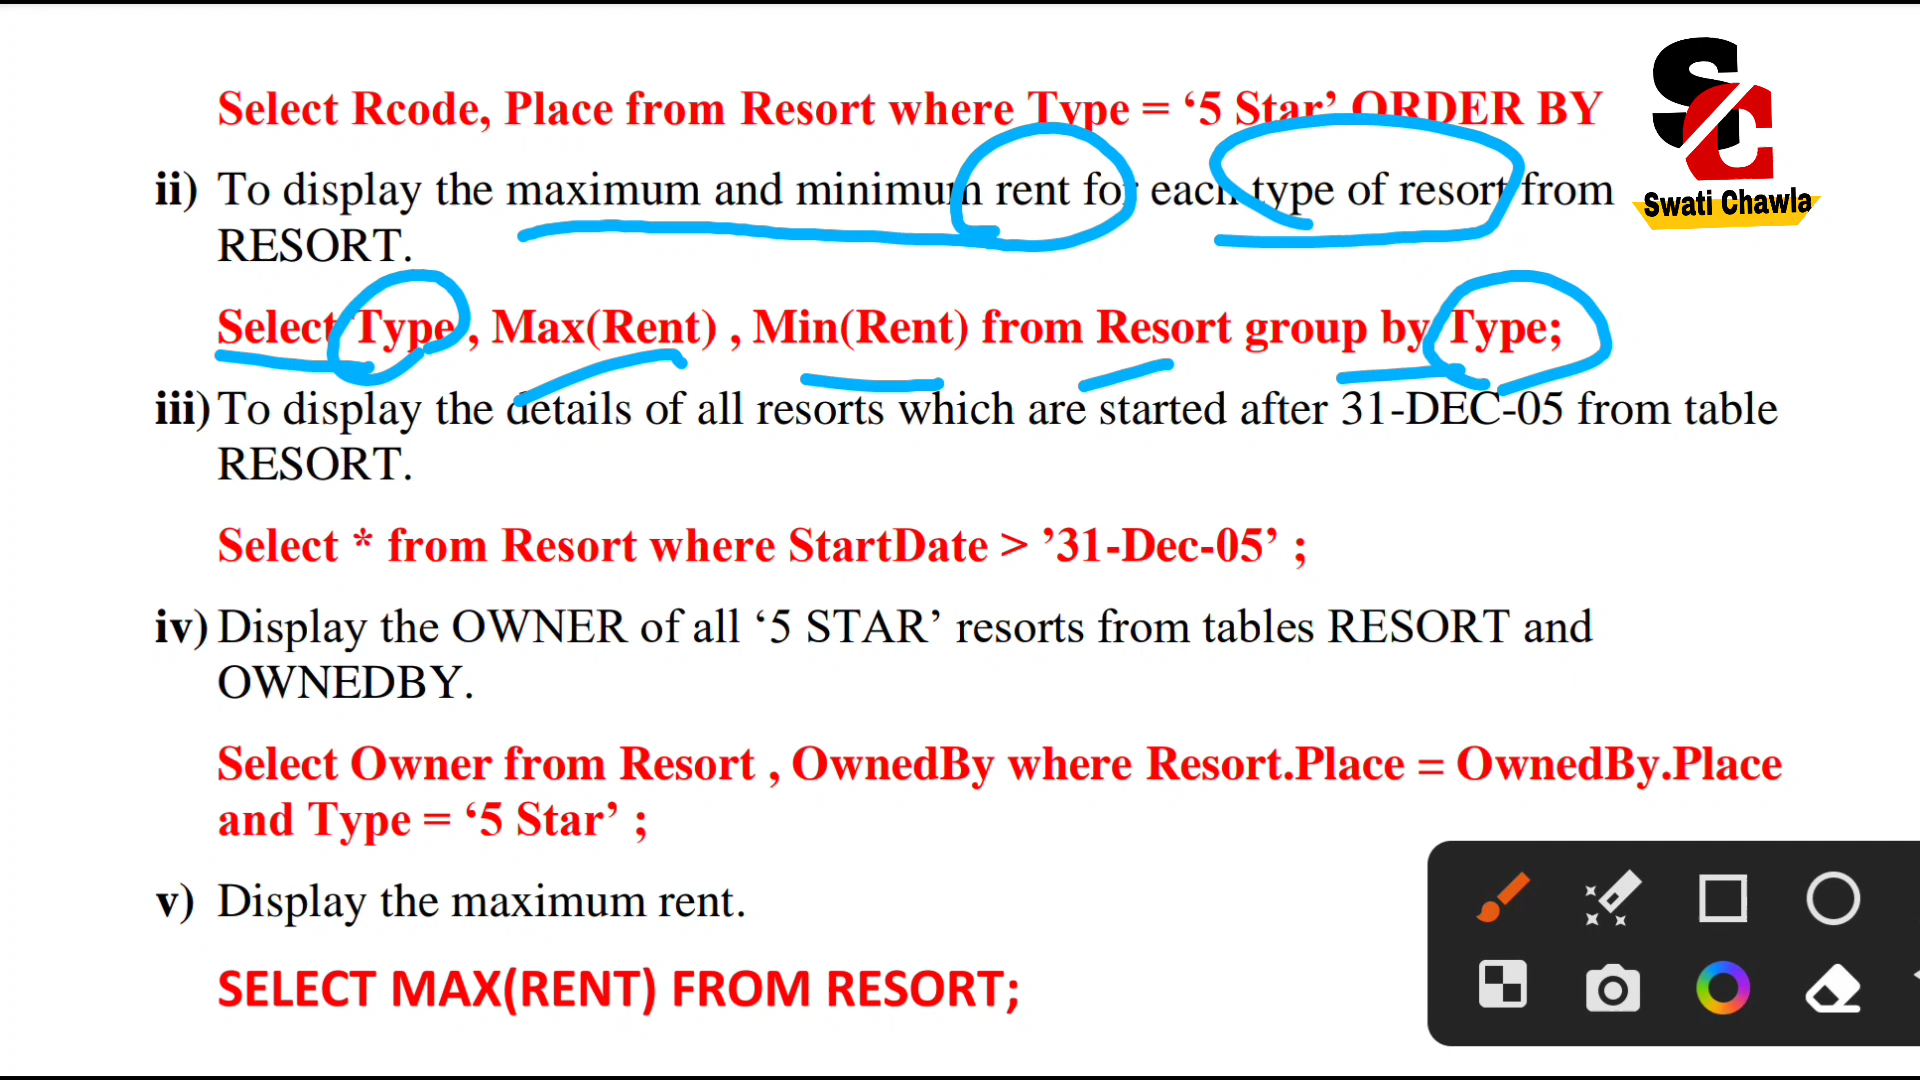 Select Rcode, Place from Resort where Type = ‘5 Star’ ORDER BY
ii) To display the maximum and minimum rent for each type of resort from
RESORT.
Select Type , Max(Rent) , Min(Rent) from Resort group by Type;
iii) To display the details of all resorts which are started after 31-DEC-05 from table
RESORT.
Select * from Resort where StartDate > ’31-Dec-05’ ;
iv) Display the OWNER of all ‘5 STAR’ resorts from tables RESORT and
OWNEDBY.
Select Owner from Resort , OwnedBy where Resort.Place = OwnedBy.Place
and Type = ‘5 Star’ ;
v) Display the maximum rent.
SELECT MAX(RENT) FROM RESORT;
SC
Swati Chawla